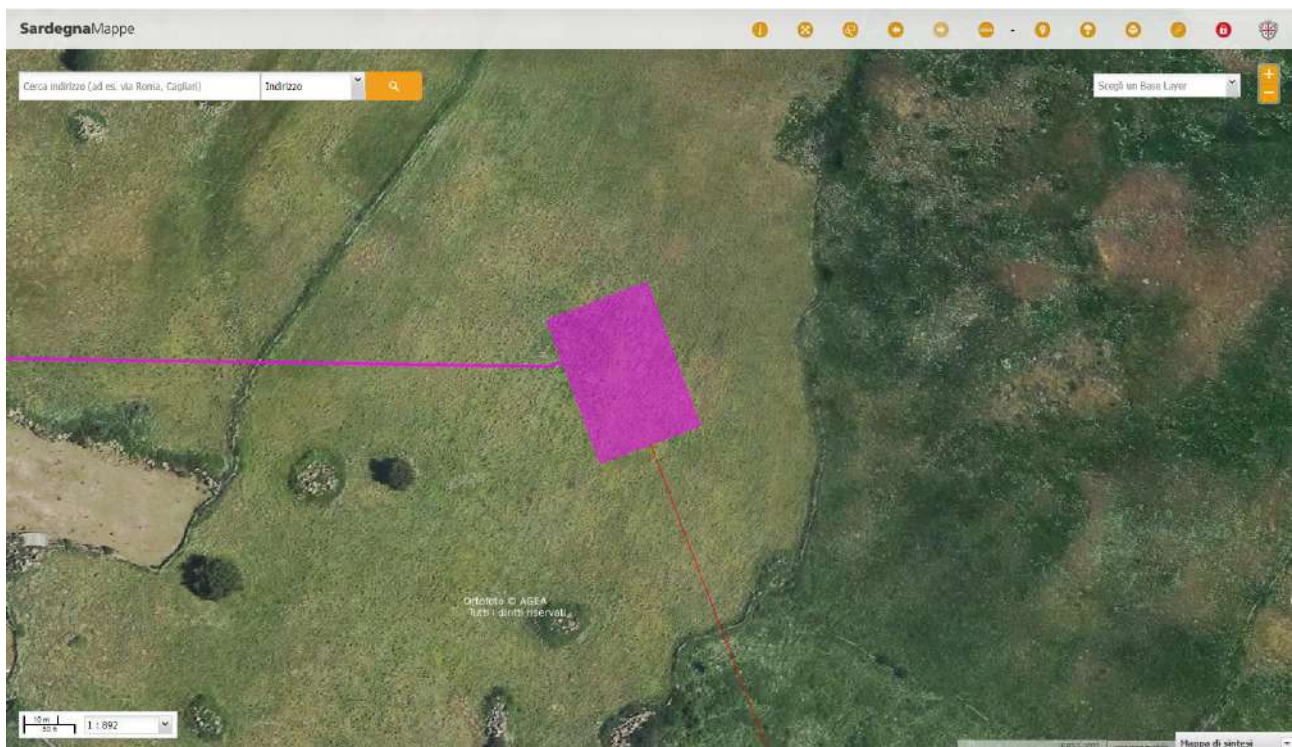 SardegnaMappe
Cerca indirizzo (ad es. via Roma, Cagliari)
Indirizzo
Scegli un Base Layer
+
−
Ortofoto © AGEA
Tutti i diritti riservati
10 m
50 ft
1 : 892
Mappa di sintesi